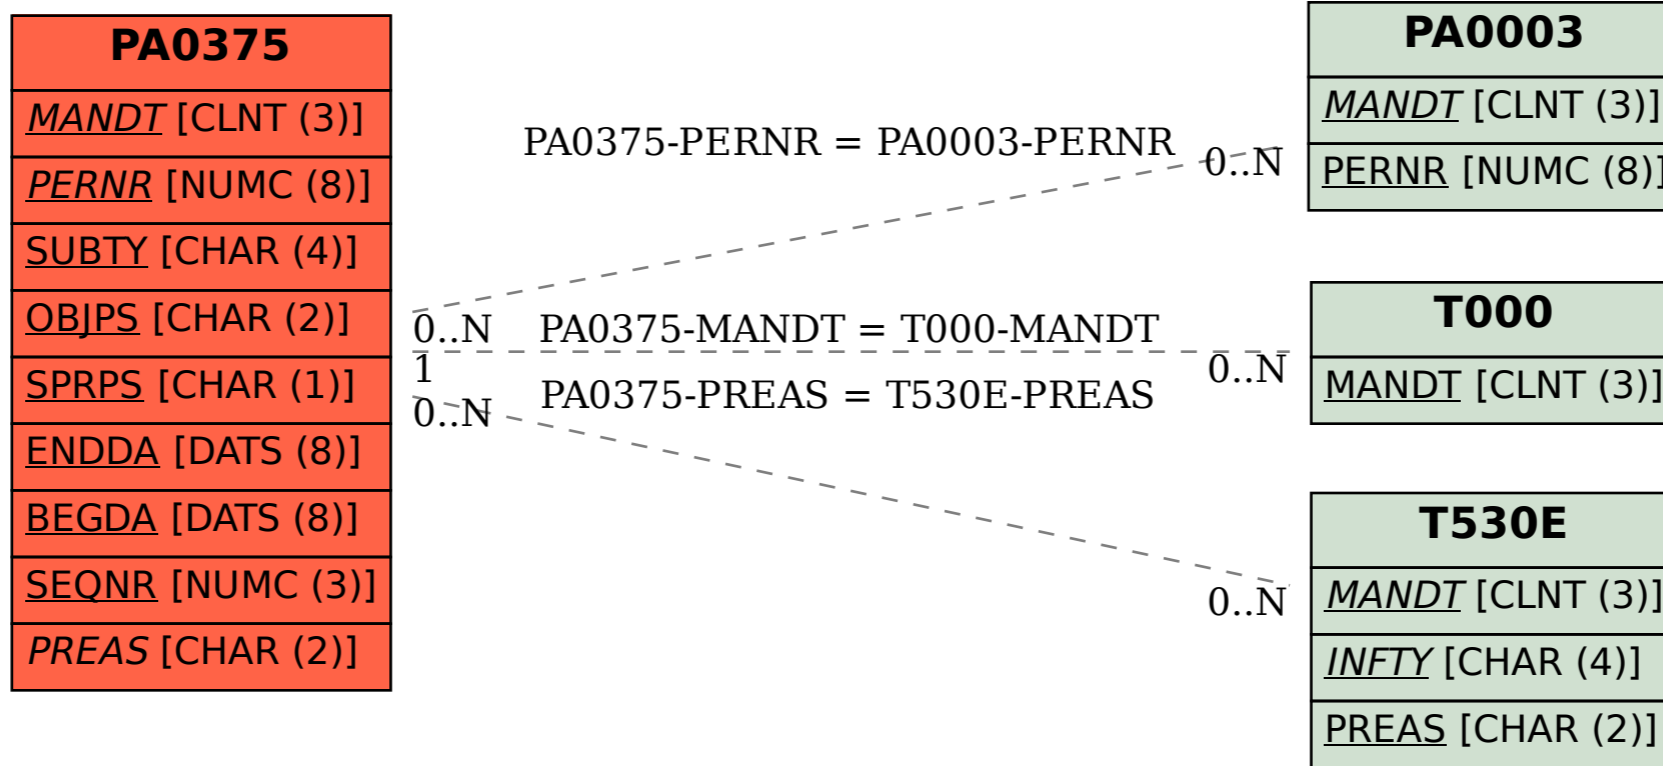 PA0375
MANDT [CLNT (3)]
PERNR [NUMC (8)]
SUBTY [CHAR (4)]
OBJPS [CHAR (2)]
SPRPS [CHAR (1)]
ENDDA [DATS (8)]
BEGDA [DATS (8)]
SEQNR [NUMC (3)]
PREAS [CHAR (2)]
PA0375-PERNR = PA0003-PERNR
0..N
0..N
PA0375-MANDT = T000-MANDT
1
0..N
PA0375-PREAS = T530E-PREAS
0..N
0..N
PA0003
MANDT [CLNT (3)]
PERNR [NUMC (8)]
T000
MANDT [CLNT (3)]
T530E
MANDT [CLNT (3)]
INFTY [CHAR (4)]
PREAS [CHAR (2)]